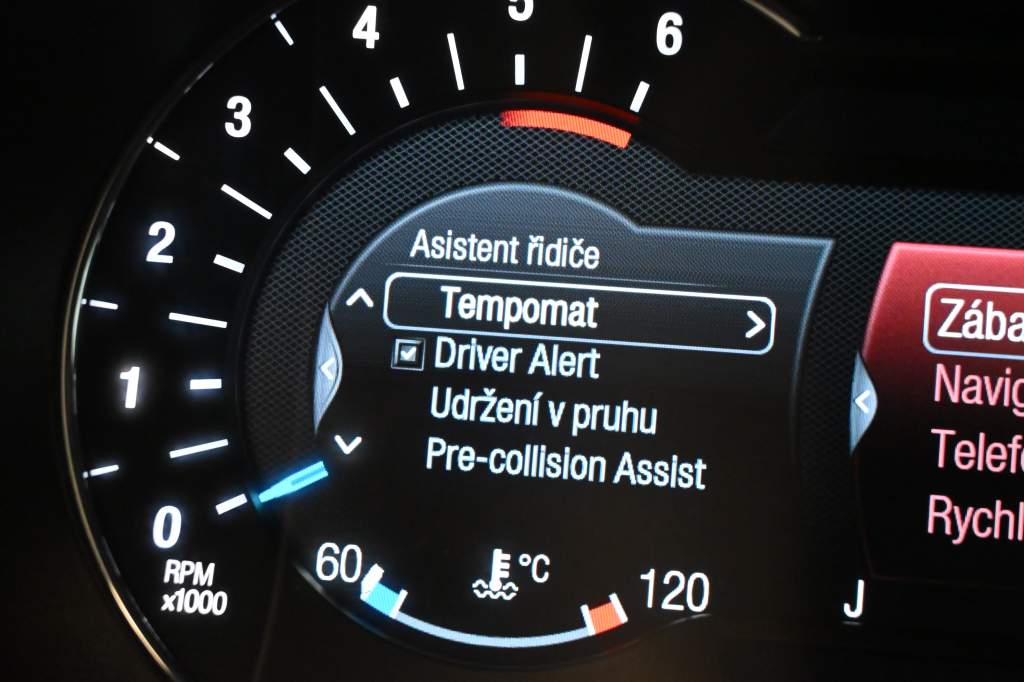 4 5 6
3
2
1
0
RPM
x1000
Asistent řidiče
Tempomat
Driver Alert
Udržení v pruhu
Pre-collision Assist
60 °C 120
J